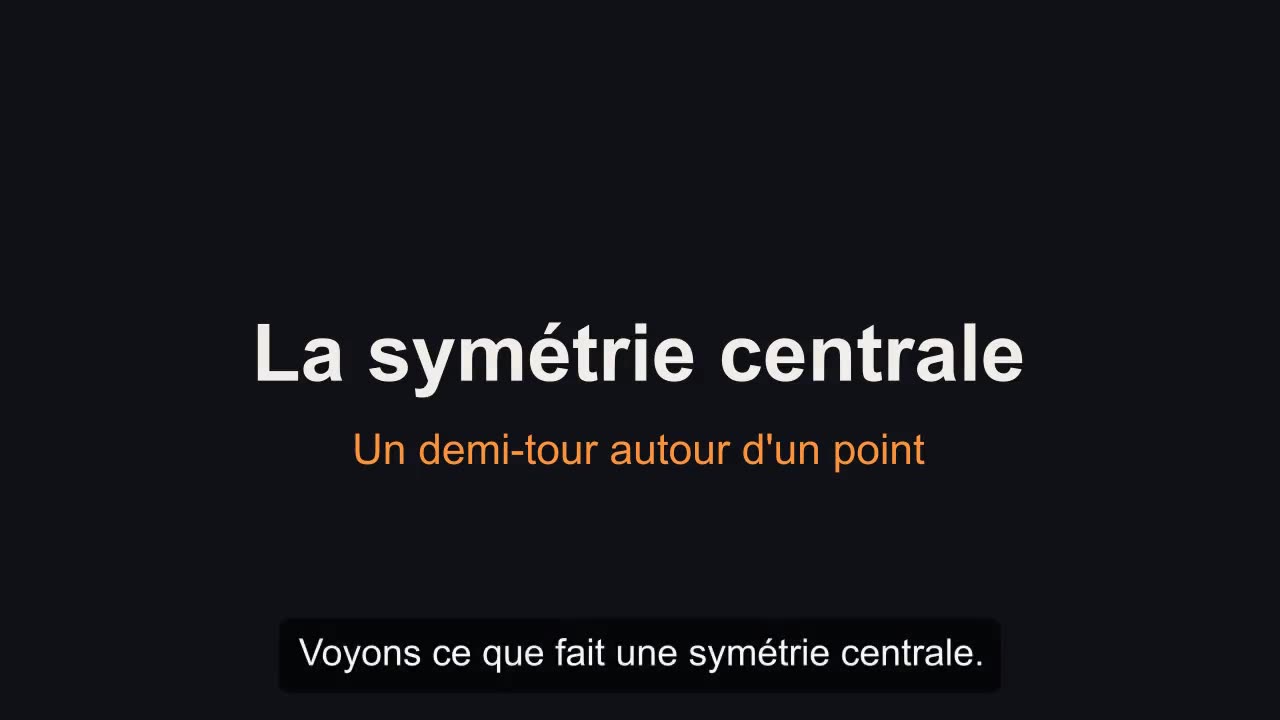 La symétrie centrale
Un demi-tour autour d'un point
Voyons ce que fait une symétrie centrale.